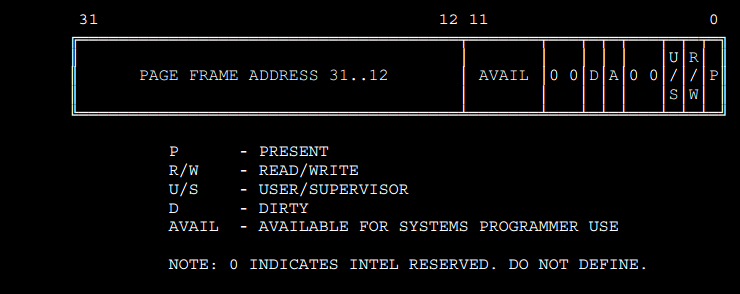 31 12 11 0
PAGE FRAME ADDRESS 31..12 AVAIL 0 0 D A 0 0 U/S R/W P
P - PRESENT
R/W - READ/WRITE
U/S - USER/SUPERVISOR
D - DIRTY
AVAIL - AVAILABLE FOR SYSTEMS PROGRAMMER USE
NOTE: 0 INDICATES INTEL RESERVED. DO NOT DEFINE.